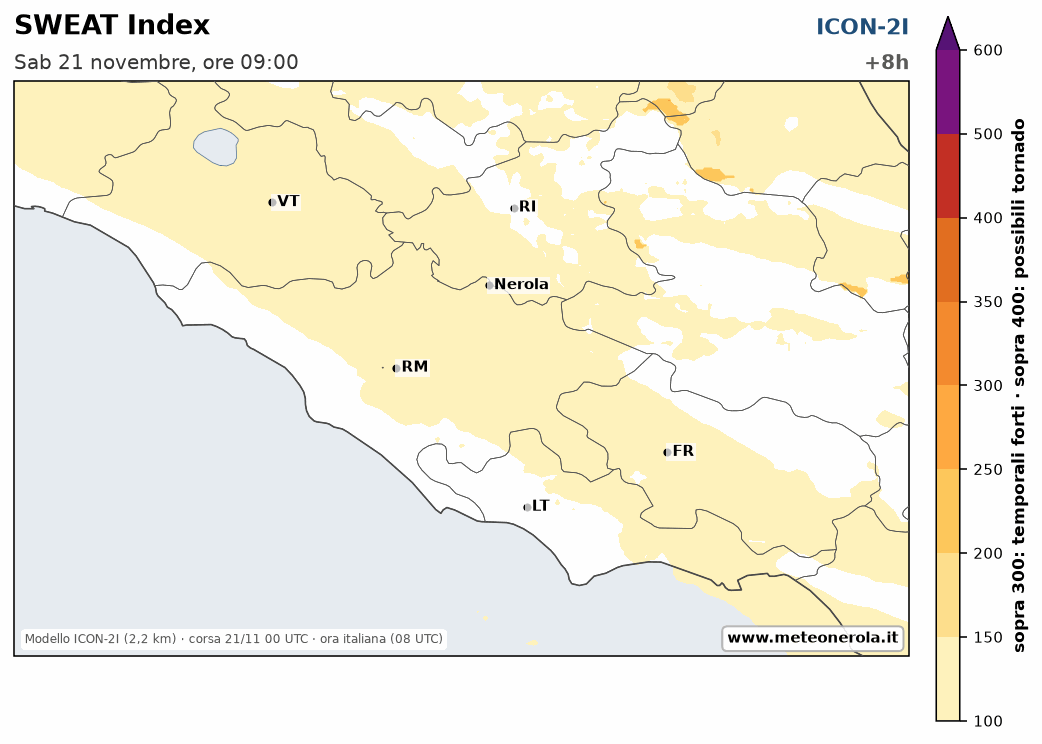 SWEAT Index
ICON-2I
Sab 21 novembre, ore 09:00
+8h
600
500
400
350
300
250
200
150
100
sopra 300: temporali forti · sopra 400: possibili tornado
VT
RI
Nerola
RM
FR
LT
Modello ICON-2I (2,2 km) · corsa 21/11 00 UTC · ora italiana (08 UTC)
www.meteonerola.it